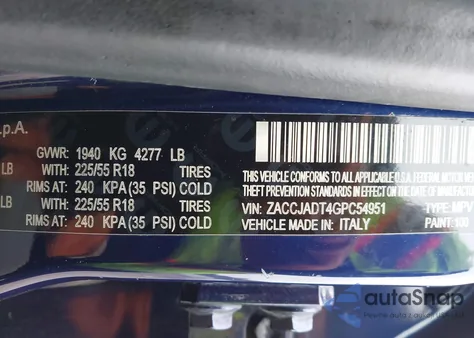 .p.A.
GVWR: 1940 KG 4277 LB
LB WITH 225/55 R18 TIRES
RIMS AT: 240 KPA (35 PSI) COLD
LB WITH 225/55 R18 TIRES
RIMS AT: 240 KPA (35 PSI) COLD
THIS VEHICLE CONFORMS TO ALL APPLICABLE U.S. FEDERAL MOTOR VEHIC
THEFT PREVENTION STANDARDS IN EFFECT ON THE DATE OF MANUFACTUR
VIN: ZACCJADT4GPC54951 TYPE: MPV
VEHICLE MADE IN: ITALY PAINT: 100
autoSnap